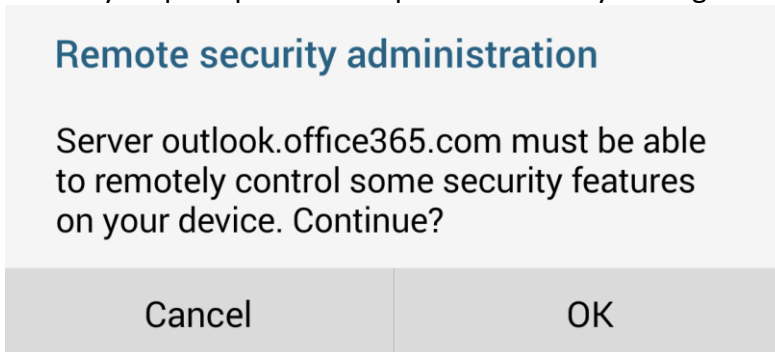 Remote security administration
Server outlook.office365.com must be able
to remotely control some security features
on your device. Continue?
Cancel OK